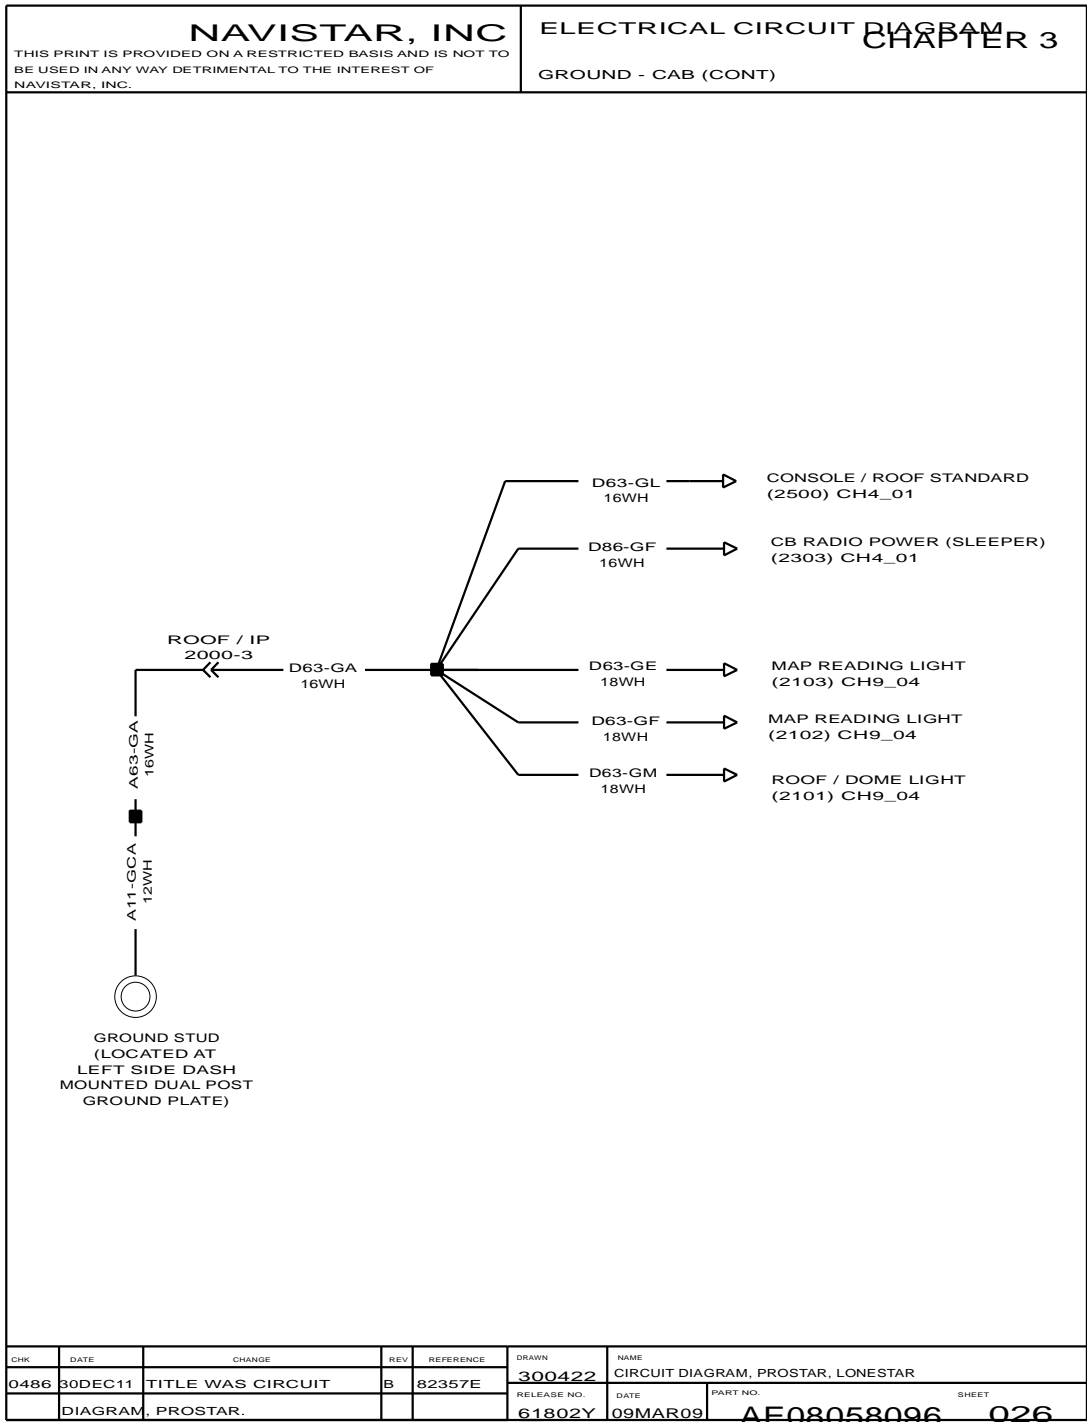 NAVISTAR, INC
THIS PRINT IS PROVIDED ON A RESTRICTED BASIS AND IS NOT TO
BE USED IN ANY WAY DETRIMENTAL TO THE INTEREST OF
NAVISTAR, INC.
ELECTRICAL CIRCUIT DIAGRAM
CHAPTER 3
GROUND - CAB (CONT)
D63-GL
16WH
CONSOLE / ROOF STANDARD
(2500) CH4_01
D86-GF
16WH
CB RADIO POWER (SLEEPER)
(2303) CH4_01
ROOF / IP
2000-3
D63-GA
16WH
D63-GE
18WH
MAP READING LIGHT
(2103) CH9_04
D63-GF
18WH
MAP READING LIGHT
(2102) CH9_04
D63-GM
18WH
ROOF / DOME LIGHT
(2101) CH9_04
A63-GA
16WH
A11-GCA
12WH
GROUND STUD
(LOCATED AT
LEFT SIDE DASH
MOUNTED DUAL POST
GROUND PLATE)
CHK DATE CHANGE REV REFERENCE
0486 30DEC11 TITLE WAS CIRCUIT B 82357E
DIAGRAM, PROSTAR.
DRAWN
300422
NAME
CIRCUIT DIAGRAM, PROSTAR, LONESTAR
RELEASE NO.
61802Y
DATE
09MAR09
PART NO.
AE08058096
SHEET
026